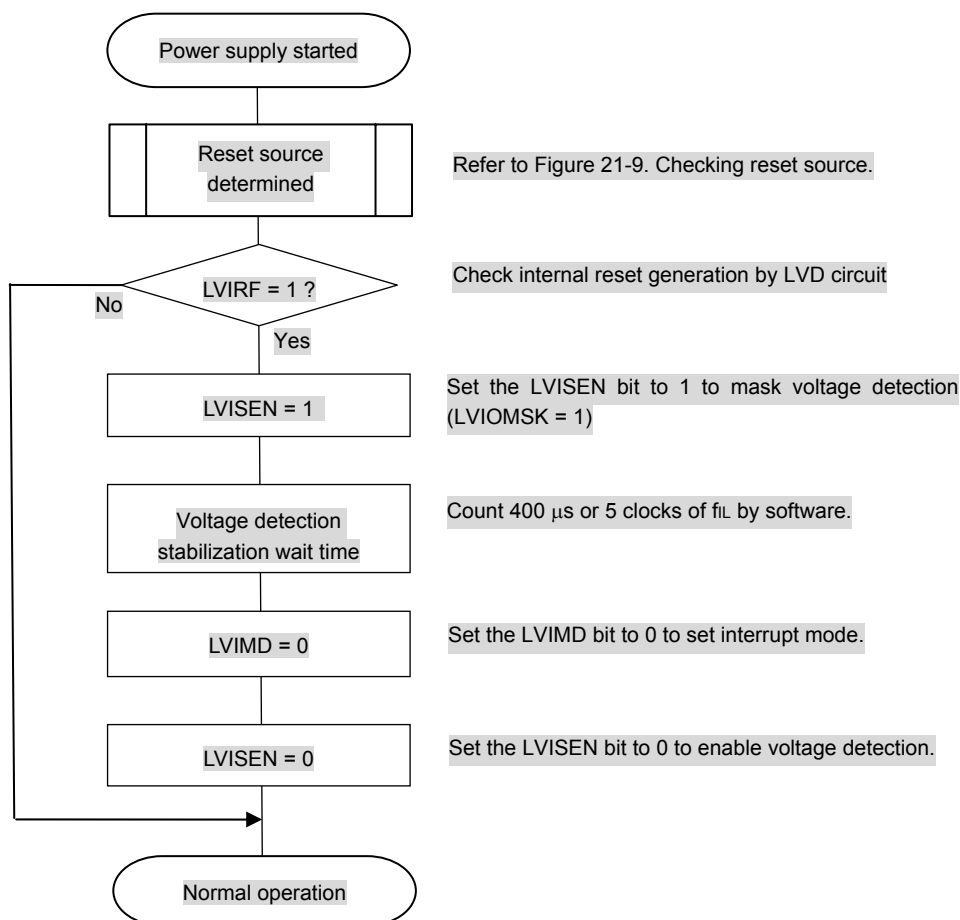 Power supply started
Reset source
determined
Refer to Figure 21-9. Checking reset source.
LVIRF = 1 ?
Check internal reset generation by LVD circuit
No
Yes
LVISEN = 1
Set the LVISEN bit to 1 to mask voltage detection
(LVIOMSK = 1)
Voltage detection
stabilization wait time
Count 400 μs or 5 clocks of fIL by software.
LVIMD = 0
Set the LVIMD bit to 0 to set interrupt mode.
LVISEN = 0
Set the LVISEN bit to 0 to enable voltage detection.
Normal operation